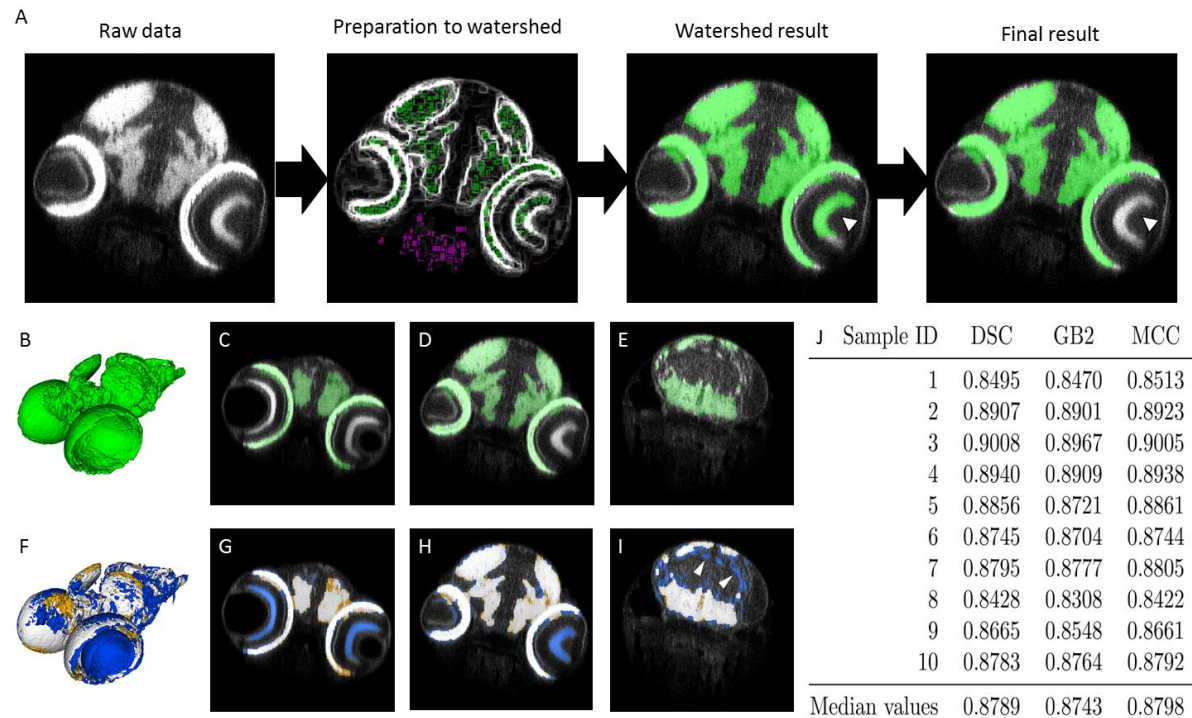 A
Raw data
Preparation to watershed
Watershed result
Final result
B
C
D
E
F
G
H
I
J Sample ID DSC GB2 MCC
1 0.8495 0.8470 0.8513
2 0.8907 0.8901 0.8923
3 0.9008 0.8967 0.9005
4 0.8940 0.8909 0.8938
5 0.8856 0.8721 0.8861
6 0.8745 0.8704 0.8744
7 0.8795 0.8777 0.8805
8 0.8428 0.8308 0.8422
9 0.8665 0.8548 0.8661
10 0.8783 0.8764 0.8792
Median values 0.8789 0.8743 0.8798